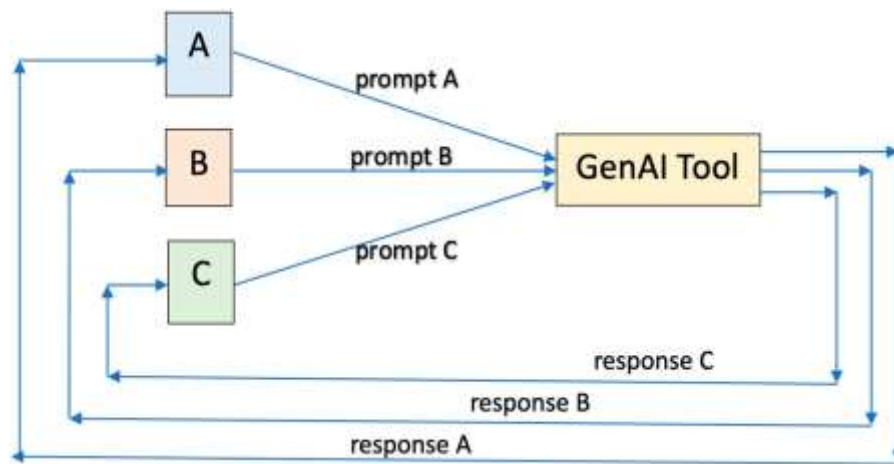 A
prompt A
B
prompt B
GenAI Tool
C
prompt C
response C
response B
response A